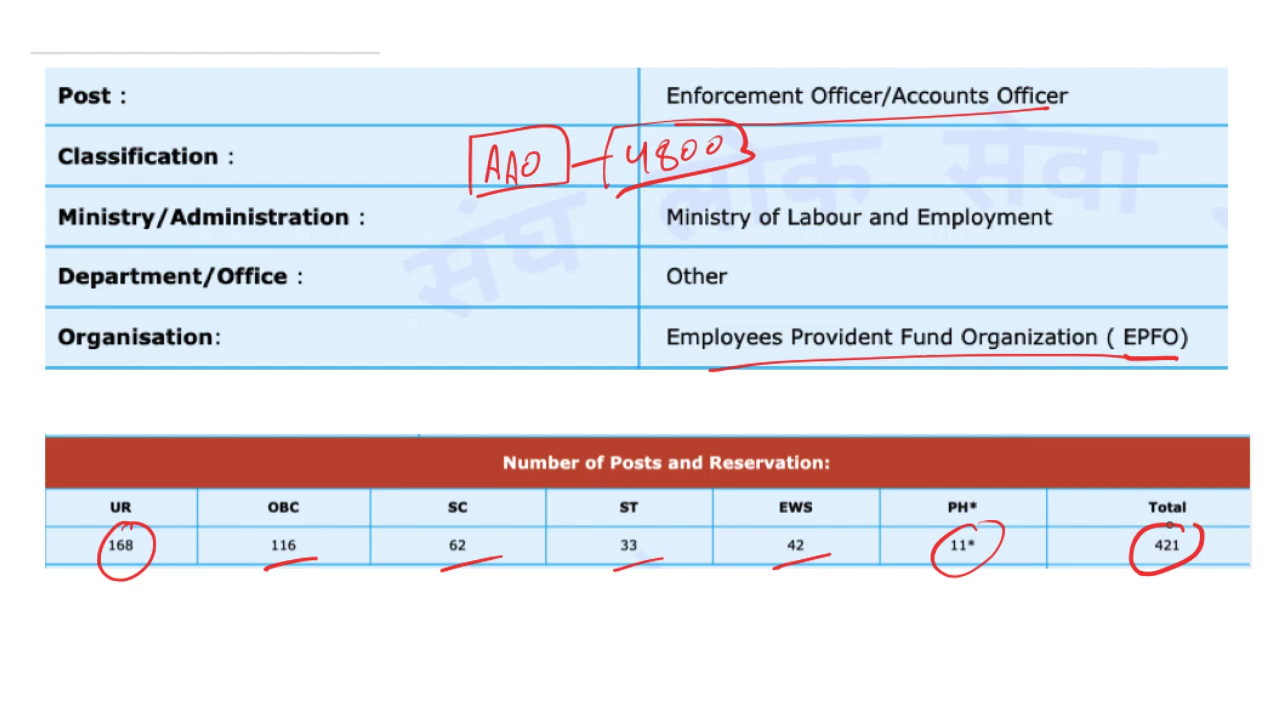 Post : Enforcement Officer/Accounts Officer
Classification : AAO - 4800
Ministry/Administration : Ministry of Labour and Employment
Department/Office : Other
Organisation: Employees Provident Fund Organization ( EPFO)
संघ लोक सेवा
Number of Posts and Reservation:
UR OBC SC ST EWS PH* Total
168 116 62 33 42 11* 421